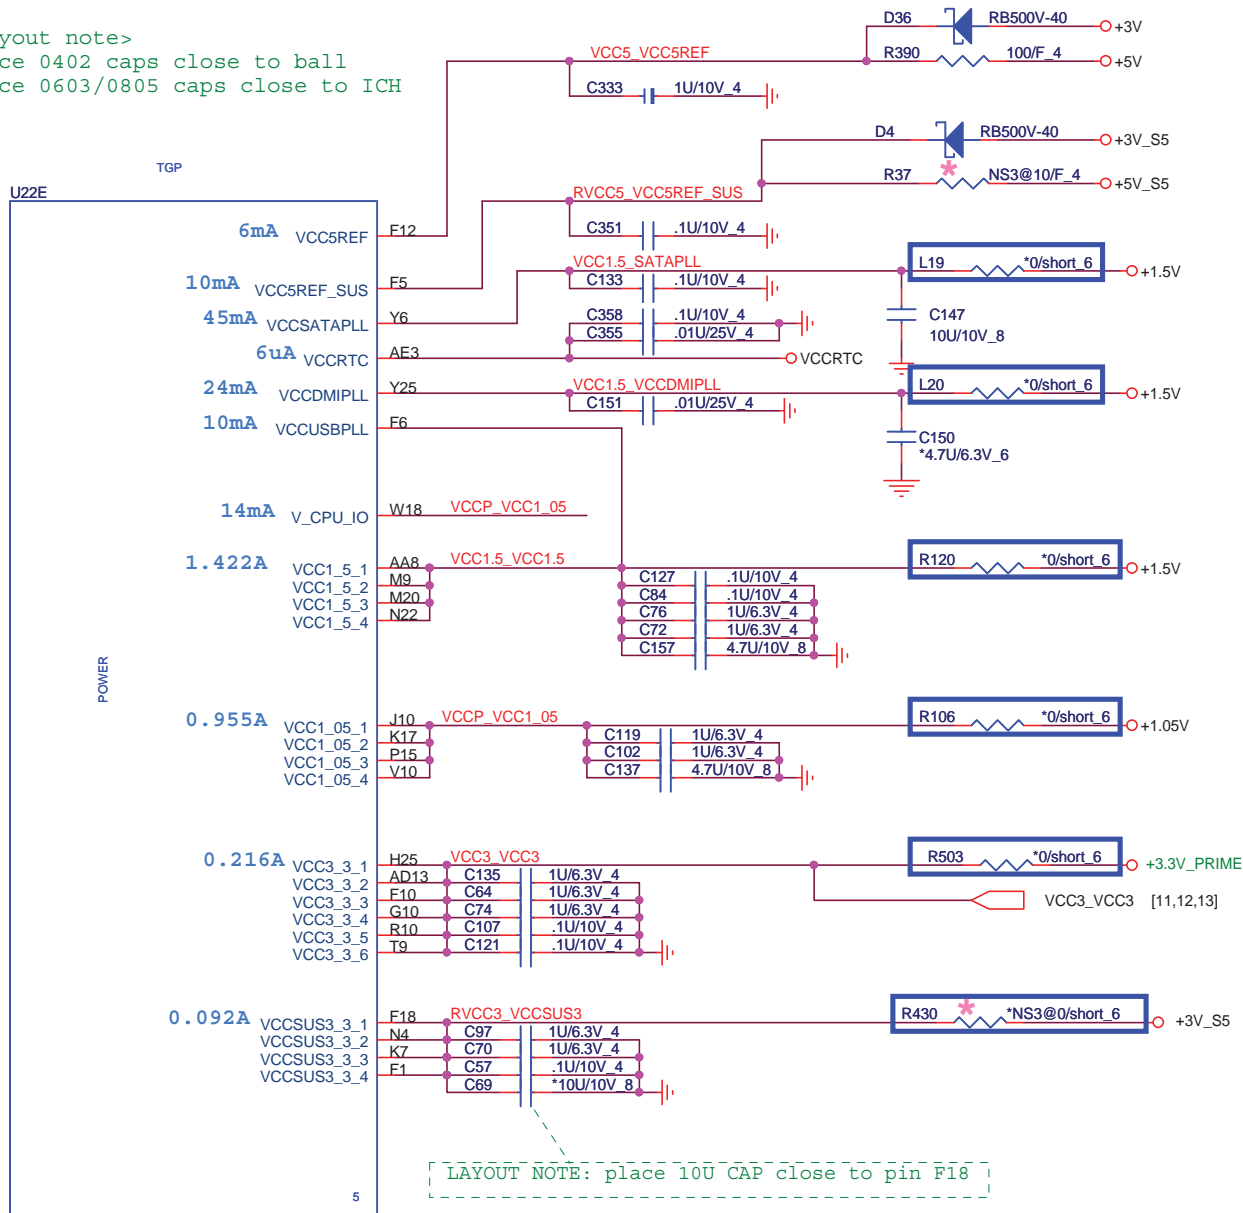 yout note>
ce 0402 caps close to ball
ce 0603/0805 caps close to ICH
D36 RB500V-40 +3V
VCC5_VCC5REF R390 100/F_4 +5V
C333 1U/10V_4
D4 RB500V-40 +3V_S5
TGP
R37 * NS3@10/F_4 +5V_S5
U22E
RVCC5_VCC5REF_SUS
6mA VCC5REF F12
C351 .1U/10V_4
VCC1.5_SATAPLL L19 *0/short_6 +1.5V
10mA VCC5REF_SUS F5
C133 .1U/10V_4
45mA VCCSATAPLL Y6
C358 .1U/10V_4
C147
10U/10V_8
C355 .01U/25V_4
6uA VCCRTC AE3 VCCRTC
24mA VCCDMIPLL Y25
VCC1.5_VCCDMIPLL L20 *0/short_6 +1.5V
C151 .01U/25V_4
10mA VCCUSBPLL F6
C150
*4.7U/6.3V_6
14mA V_CPU_IO W18 VCCP_VCC1_05
1.422A VCC1_5_1 AA8 VCC1.5_VCC1.5 R120 *0/short_6 +1.5V
VCC1_5_2 M9 C127 .1U/10V_4
VCC1_5_3 M20 C84 .1U/10V_4
VCC1_5_4 N22 C76 1U/6.3V_4
C72 1U/6.3V_4
C157 4.7U/10V_8
POWER
0.955A VCC1_05_1 J10 VCCP_VCC1_05 R106 *0/short_6 +1.05V
VCC1_05_2 K17 C119 1U/6.3V_4
VCC1_05_3 P15 C102 1U/6.3V_4
VCC1_05_4 V10 C137 4.7U/10V_8
0.216A VCC3_3_1 H25 VCC3_VCC3 R503 *0/short_6 +3.3V_PRIME
VCC3_3_2 AD13 C135 1U/6.3V_4
VCC3_3_3 F10 C64 1U/6.3V_4
VCC3_VCC3 [11,12,13]
VCC3_3_4 G10 C74 1U/6.3V_4
VCC3_3_5 R10 C107 .1U/10V_4
VCC3_3_6 T9 C121 .1U/10V_4
0.092A VCCSUS3_3_1 F18 RVCC3_VCCSUS3 R430 * *NS3@0/short_6 +3V_S5
VCCSUS3_3_2 N4 C97 1U/6.3V_4
VCCSUS3_3_3 K7 C70 1U/6.3V_4
VCCSUS3_3_4 F1 C57 .1U/10V_4
C69 *10U/10V_8
LAYOUT NOTE: place 10U CAP close to pin F18
5